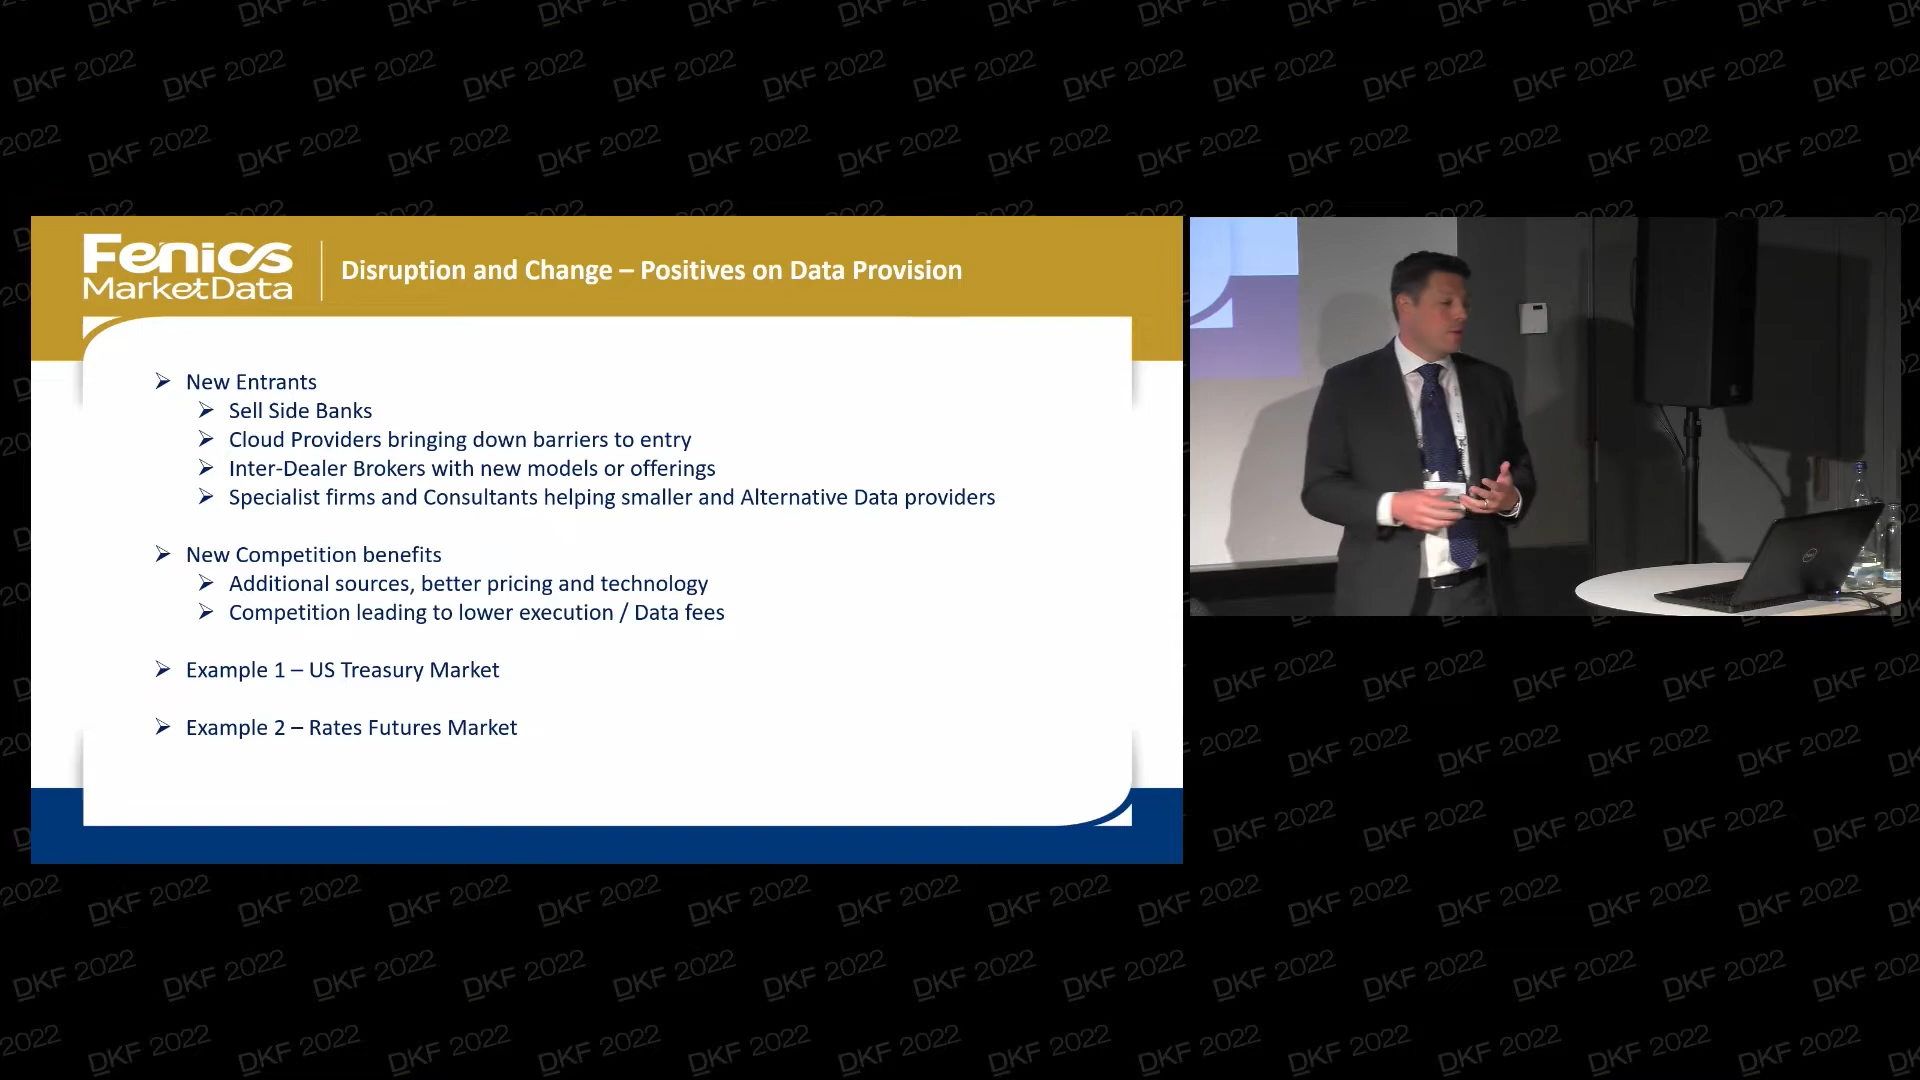 Fenics
MarketData
Disruption and Change – Positives on Data Provision
New Entrants
Sell Side Banks
Cloud Providers bringing down barriers to entry
Inter-Dealer Brokers with new models or offerings
Specialist firms and Consultants helping smaller and Alternative Data providers
New Competition benefits
Additional sources, better pricing and technology
Competition leading to lower execution / Data fees
Example 1 – US Treasury Market
Example 2 – Rates Futures Market
DKF 2022